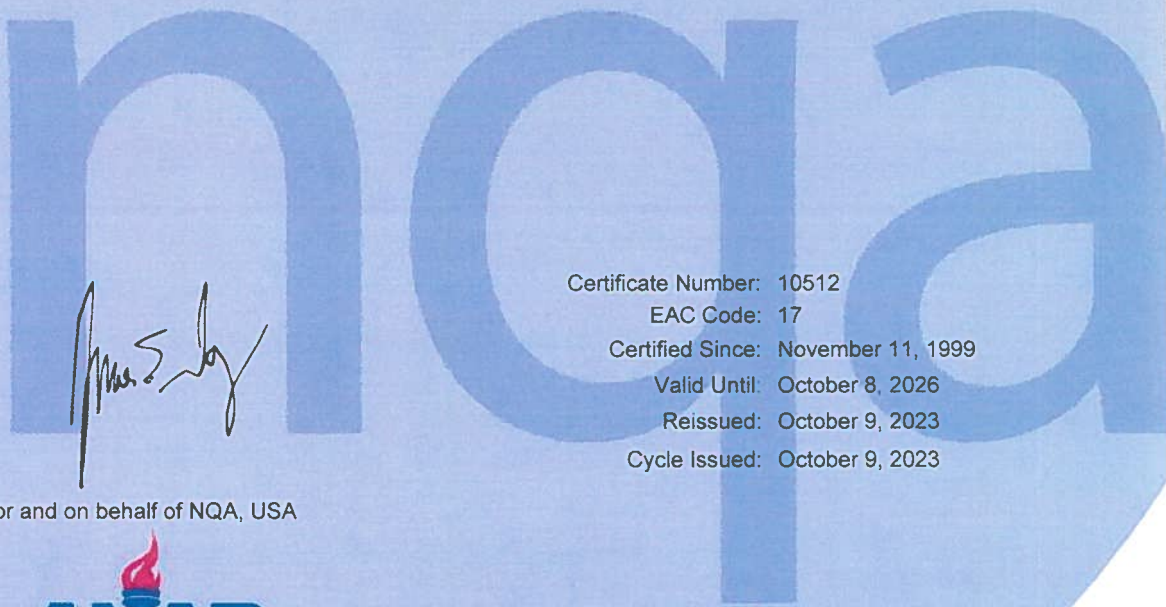 nqa
Certificate Number: 10512
EAC Code: 17
Certified Since: November 11, 1999
Valid Until: October 8, 2026
Reissued: October 9, 2023
Cycle Issued: October 9, 2023
or and on behalf of NQA, USA